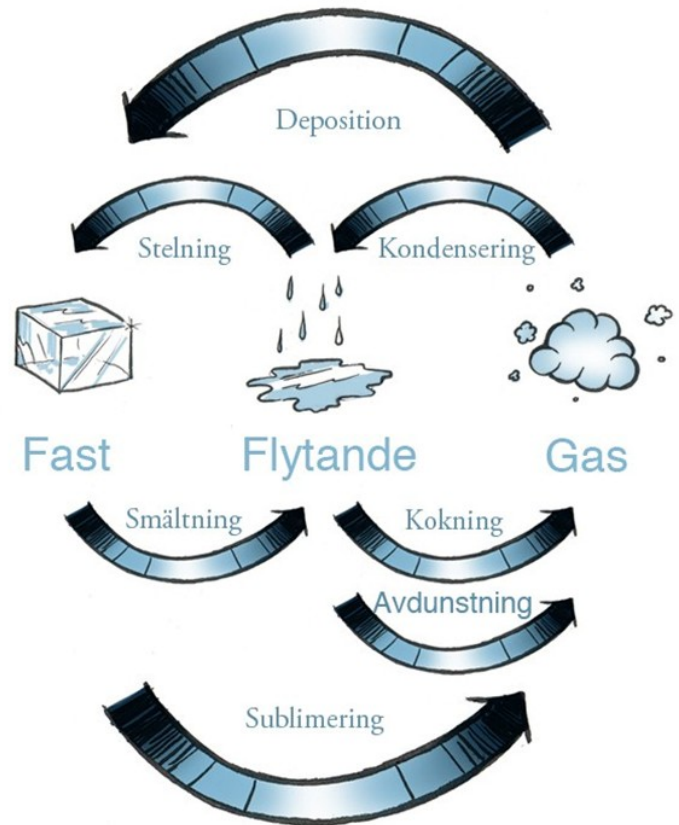 Deposition
Stelning
Kondensering
Fast
Flytande
Gas
Smältning
Kokning
Avdunstning
Sublimering